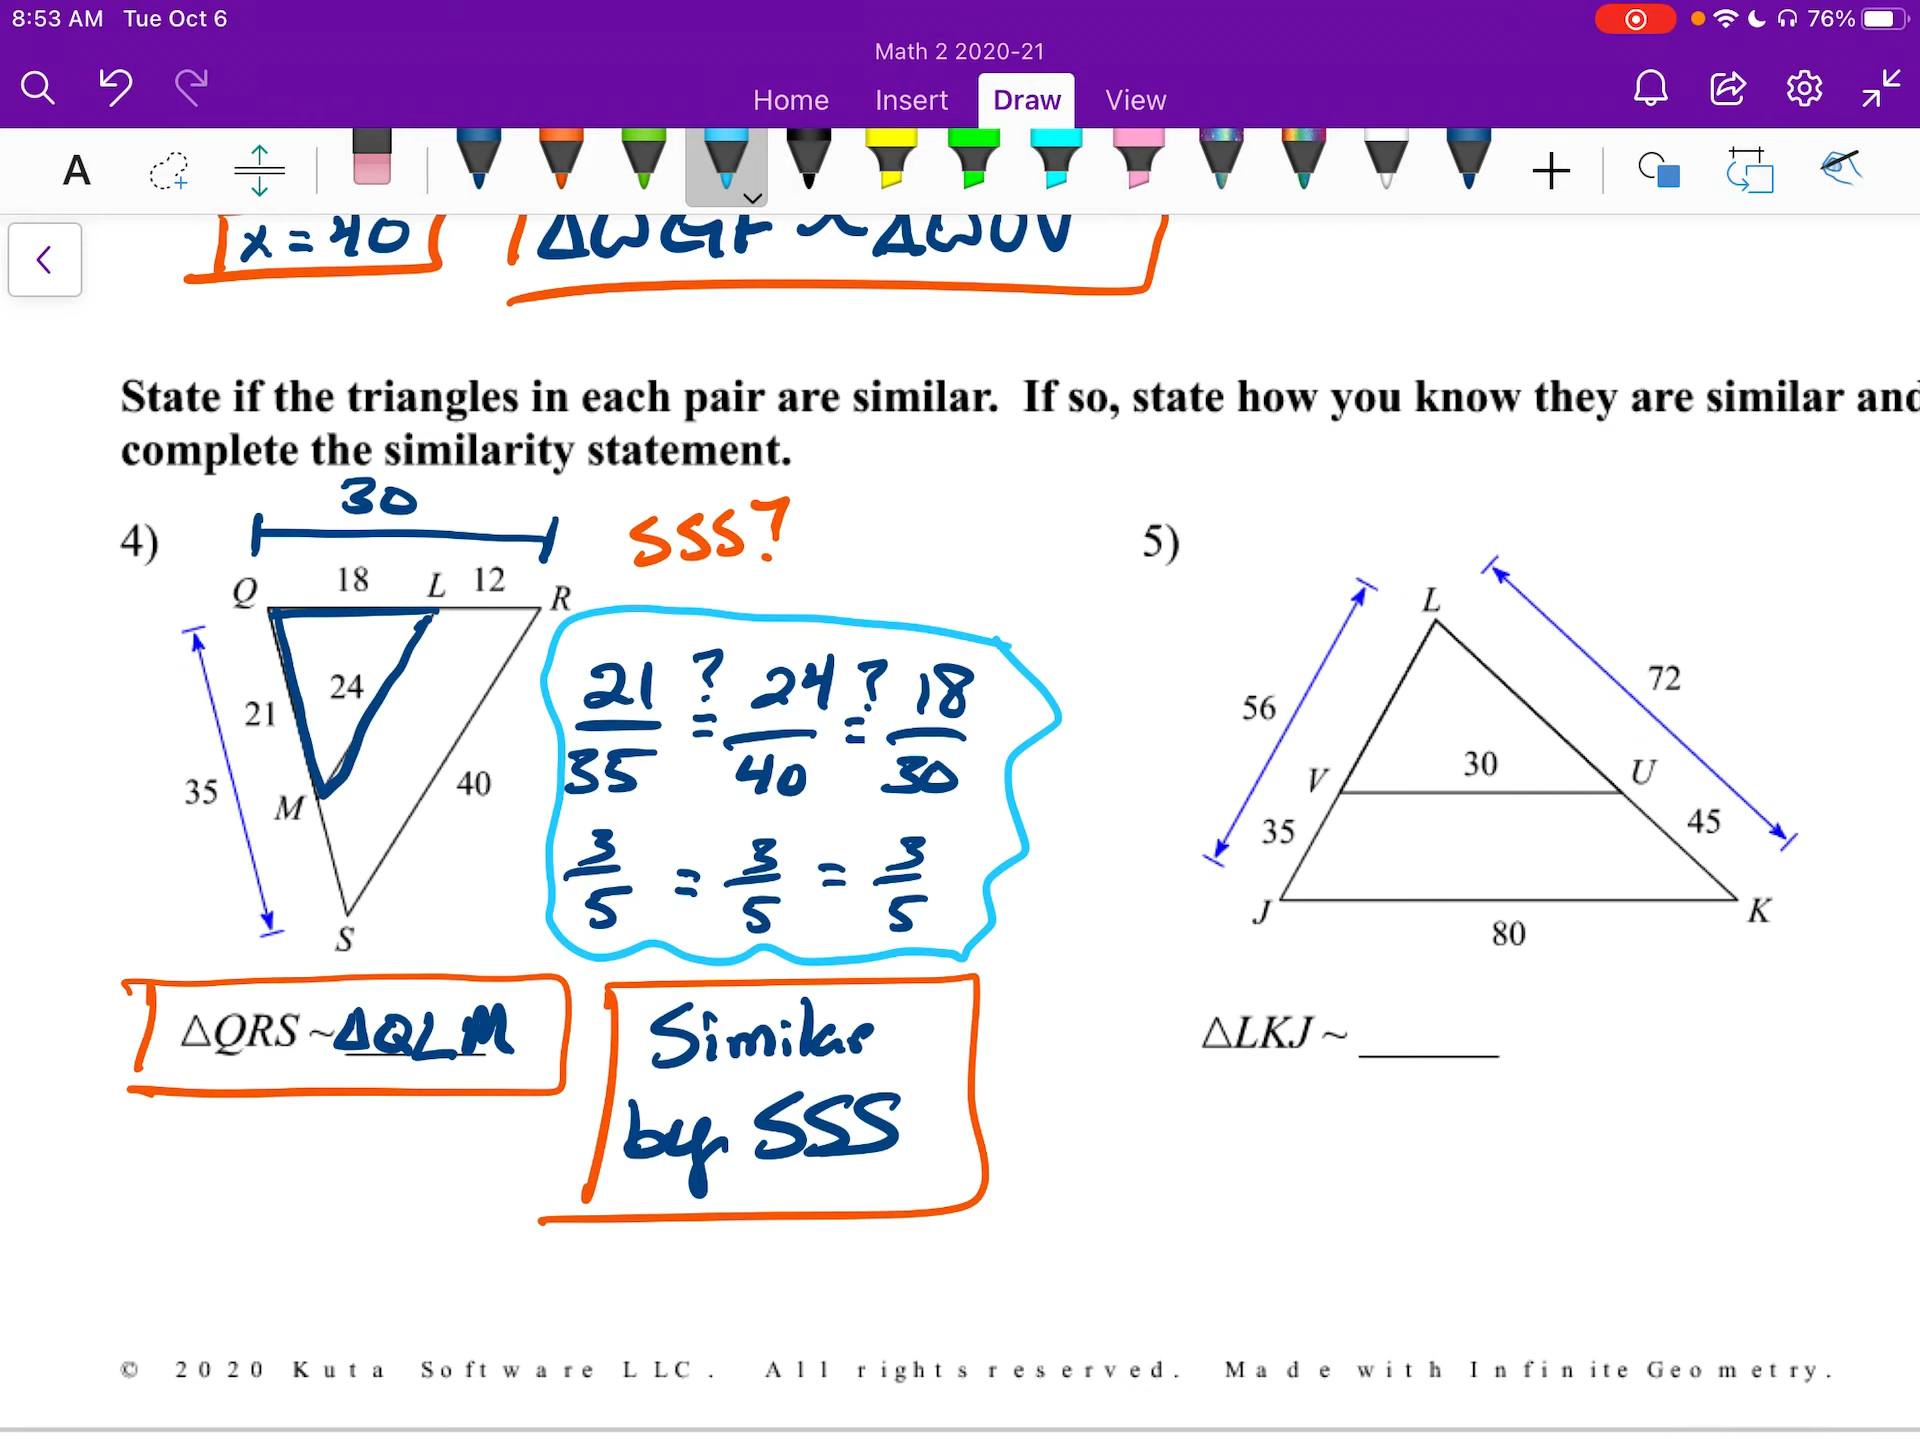 8:53 AM Tue Oct 6
76%
Math 2 2020-21
Home Insert Draw View
A
x = 40
ΔWGF ~ ΔWUV
State if the triangles in each pair are similar. If so, state how you know they are similar and
complete the similarity statement.
4)
30
SSS?
Q 18 L 12 R
21
24
35
M
40
S
21/35 ?= 24/40 ?= 18/30
3/5 = 3/5 = 3/5
△QRS ~ ΔQLM
Similar
by SSS
5)
L
72
56
V 30 U
35
45
J
K
80
△LKJ ~ ______
© 2020 Kuta Software LLC. All rights reserved. Made with Infinite Geometry.